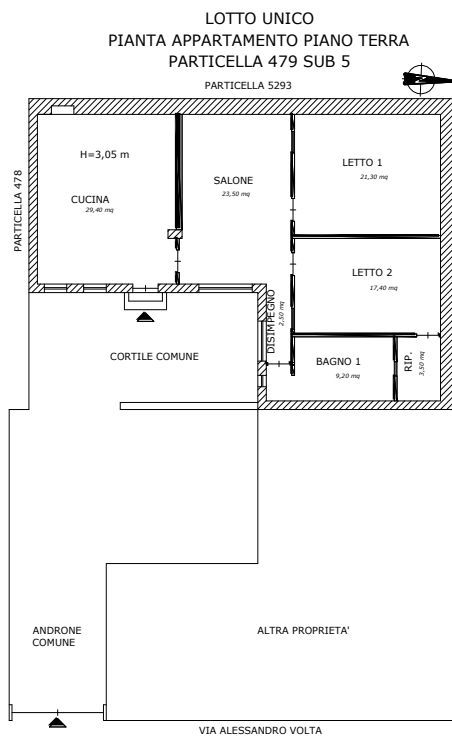 LOTTO UNICO
PIANTA APPARTAMENTO PIANO TERRA
PARTICELLA 479 SUB 5
PARTICELLA 5293
PARTICELLA 478
H=3,05 m
CUCINA
29,40 mq
SALONE
23,50 mq
LETTO 1
21,30 mq
LETTO 2
17,40 mq
DISIMPEGNO
2,50 mq
BAGNO 1
9,20 mq
RIP.
3,50 mq
CORTILE COMUNE
ANDRONE
COMUNE
ALTRA PROPRIETA'
VIA ALESSANDRO VOLTA